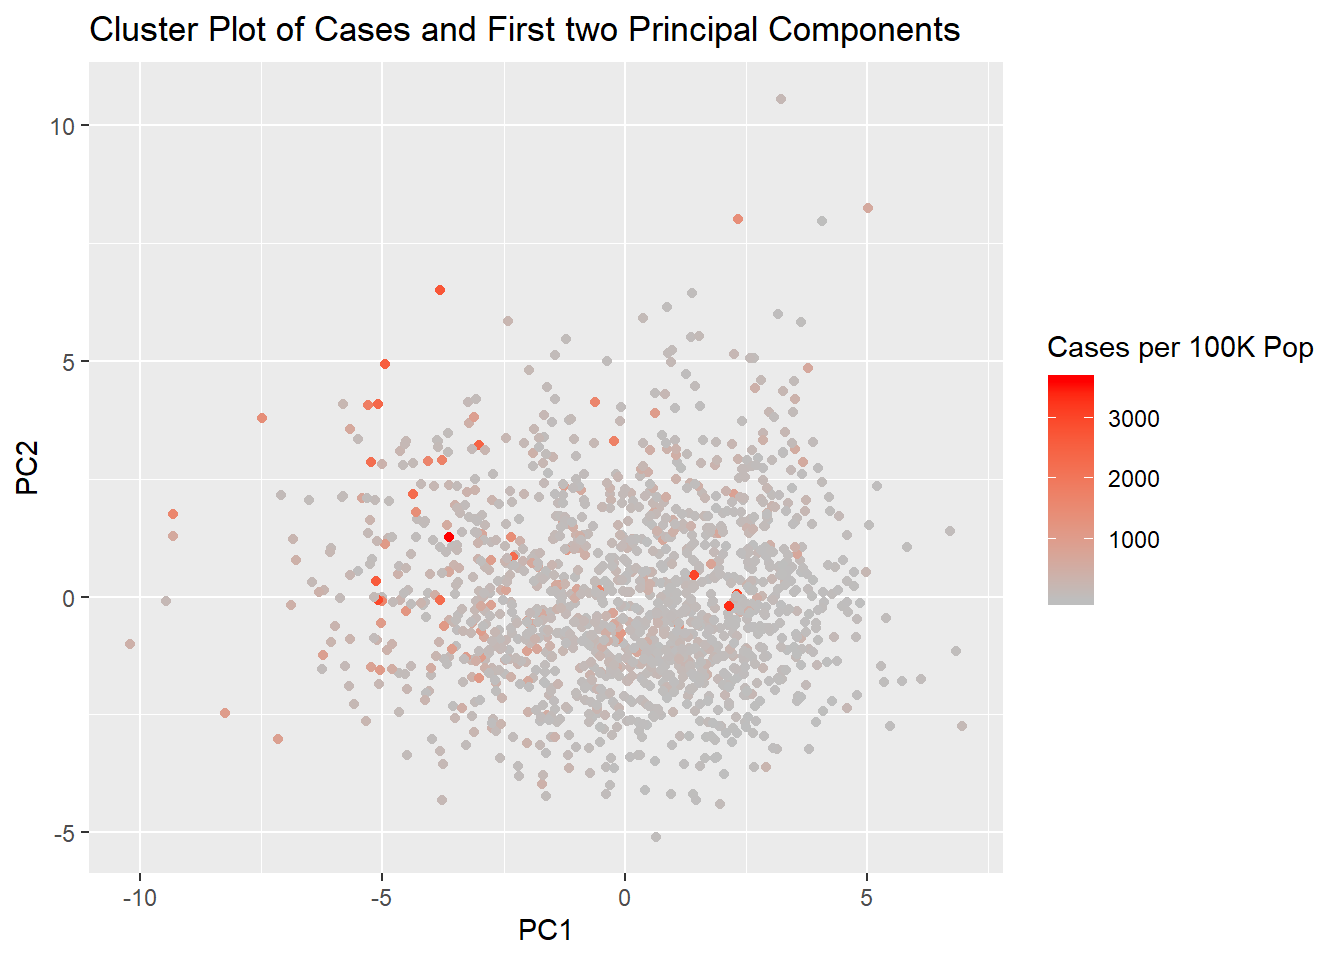 Cluster Plot of Cases and First two Principal Components
10
5
0
-5
PC2
-10
-5
0
5
PC1
Cases per 100K Pop
3000
2000
1000